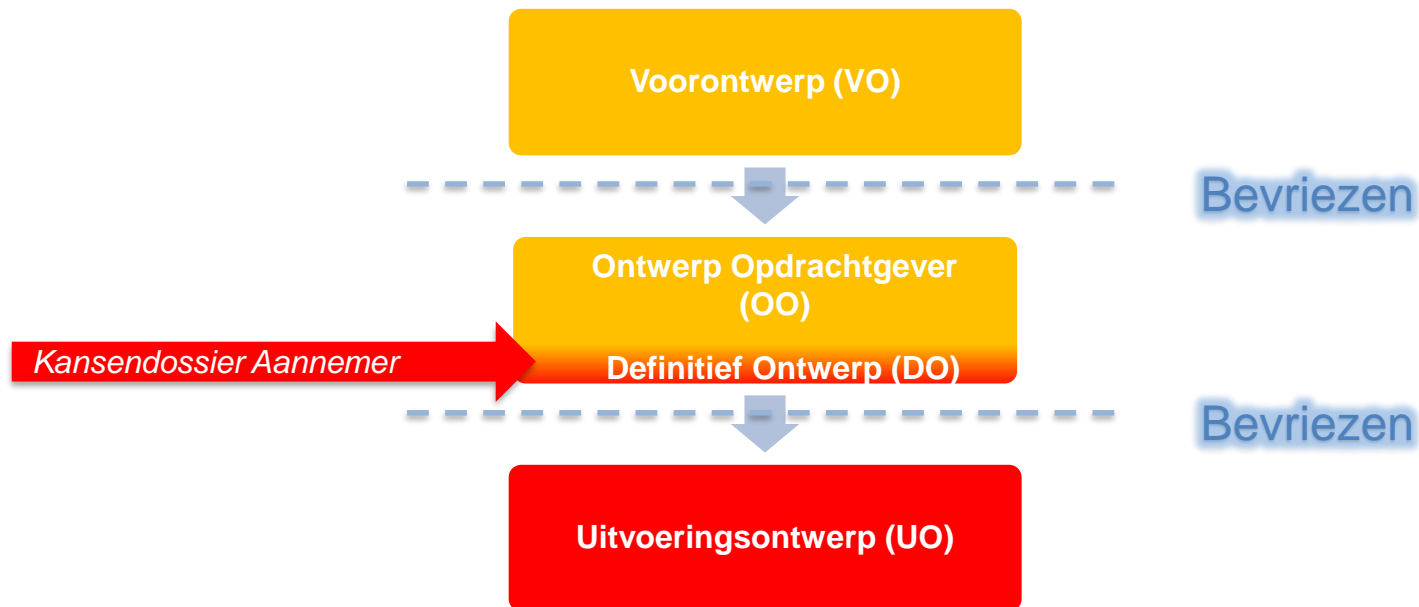 Voorontwerp (VO)
Bevriezen
Ontwerp Opdrachtgever
(OO)
Kansendossier Aannemer
Definitief Ontwerp (DO)
Bevriezen
Uitvoeringsontwerp (UO)